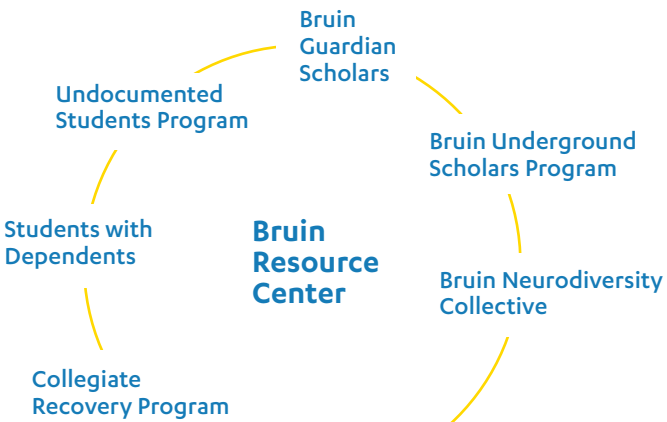 Bruin
Guardian
Scholars
Undocumented
Students Program
Bruin Underground
Scholars Program
Students with
Dependents
Bruin
Resource
Center
Bruin Neurodiversity
Collective
Collegiate
Recovery Program